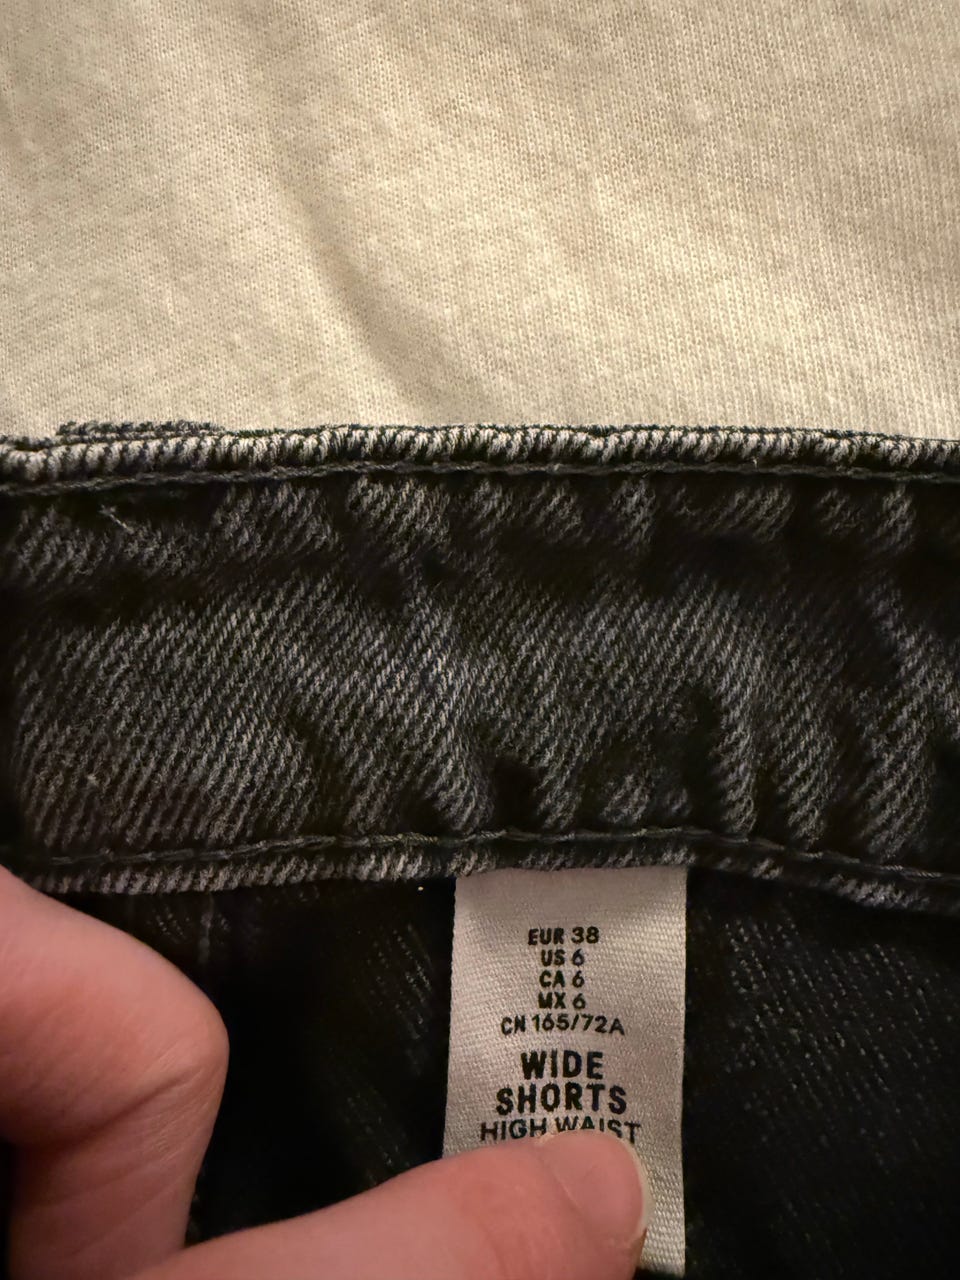 EUR 38
US 6
CA 6
MX 6
CN 165/72A
WIDE
SHORTS
HIGH WAIST